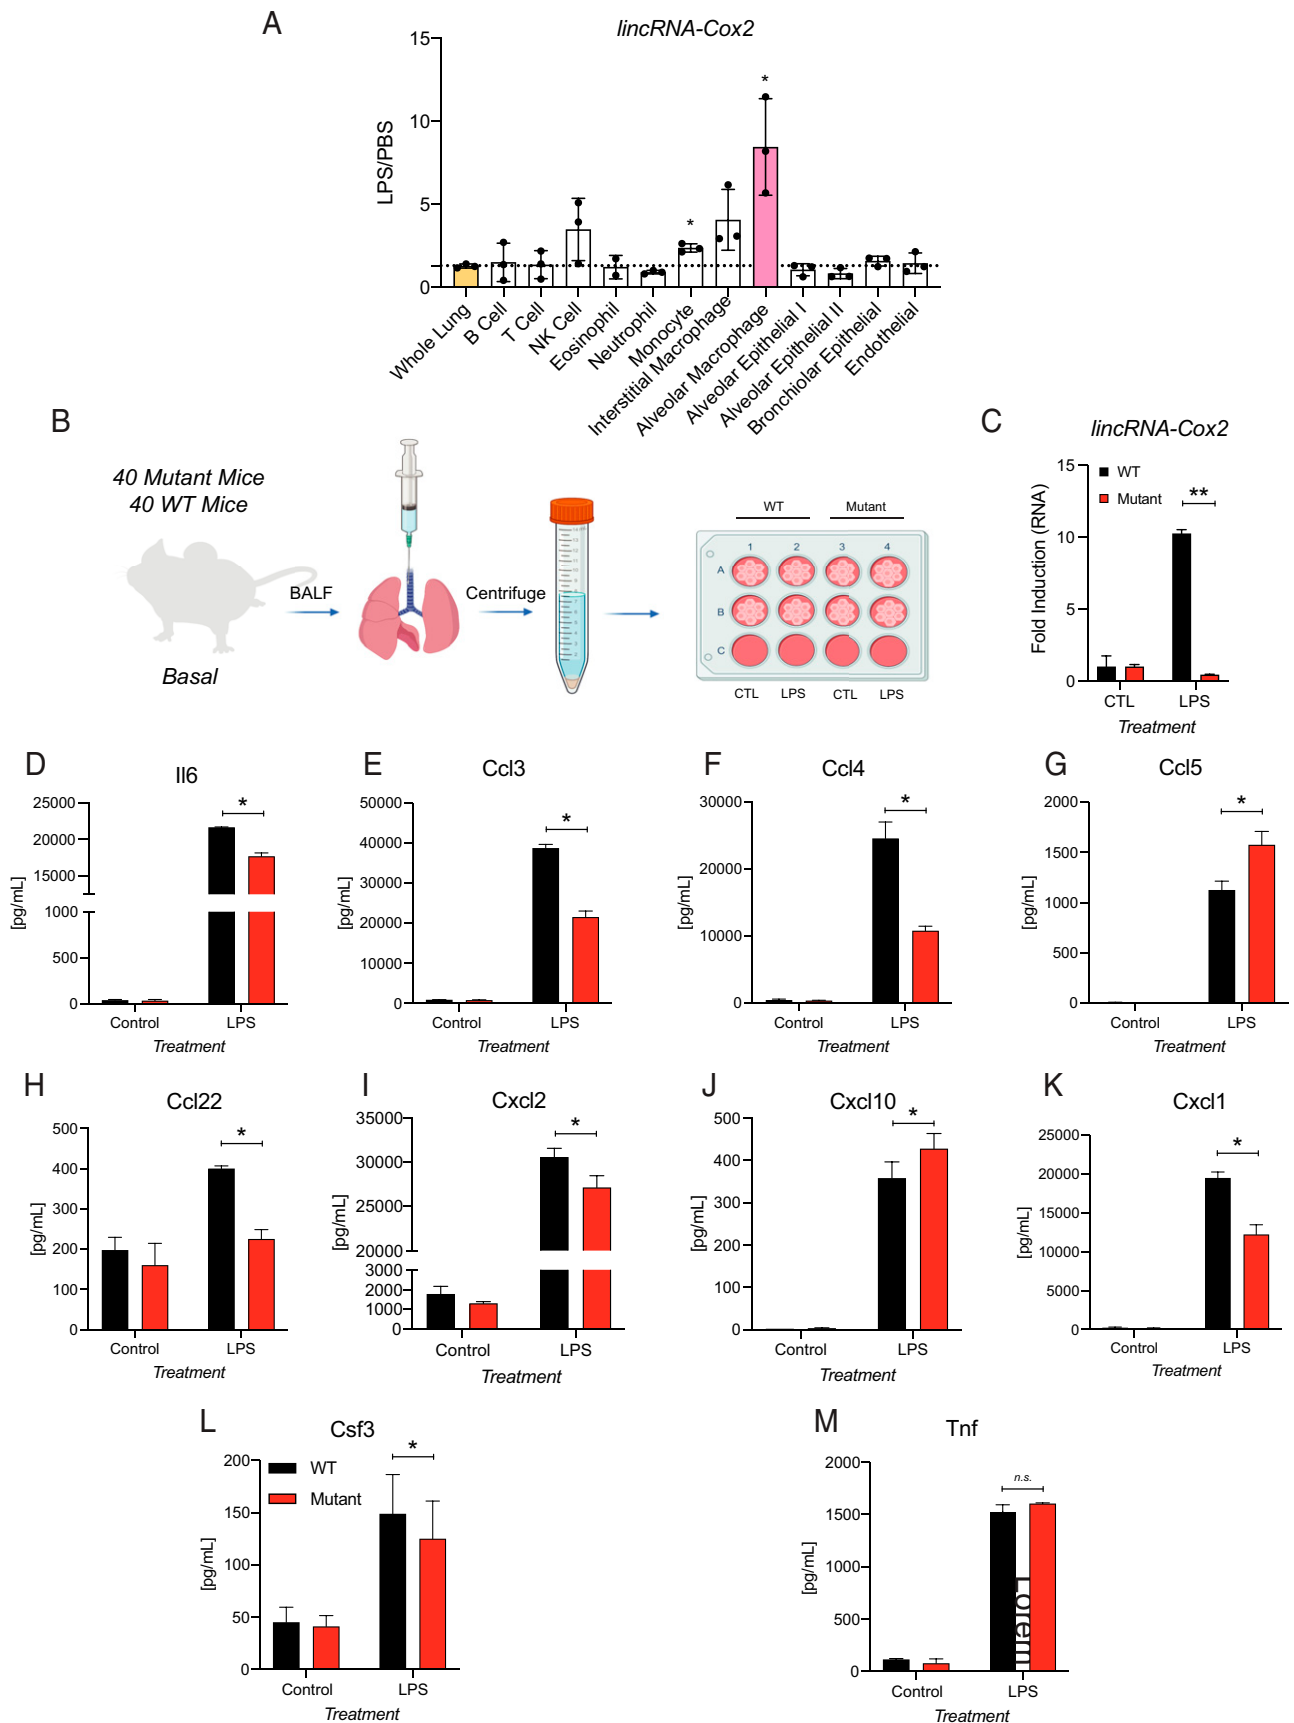 A
lincRNA-Cox2
LPS/PBS
15
10
5
0
*
*
Whole Lung
B Cell
T Cell
NK Cell
Eosinophil
Neutrophil
Monocyte
Interstitial Macrophage
Alveolar Macrophage
Alveolar Epithelial I
Alveolar Epithelial II
Bronchiolar Epithelial
Endothelial
B
40 Mutant Mice
40 WT Mice
Basal
BALF
Centrifuge
WT Mutant
1 2 3 4
A
B
C
CTL LPS CTL LPS
C
lincRNA-Cox2
WT
Mutant
**
Fold Induction (RNA)
15
10
5
0
CTL LPS
Treatment
D
Il6
[pg/mL]
25000
20000
15000
1000
500
0
*
Control LPS
Treatment
E
Ccl3
[pg/mL]
50000
40000
30000
20000
10000
0
*
Control LPS
Treatment
F
Ccl4
[pg/mL]
30000
20000
10000
0
*
Control LPS
Treatment
G
Ccl5
[pg/mL]
2000
1500
1000
500
0
*
Control LPS
Treatment
H
Ccl22
[pg/mL]
500
400
300
200
100
0
*
Control LPS
Treatment
I
Cxcl2
[pg/mL]
35000
30000
25000
20000
3000
2000
1000
0
*
Control LPS
Treatment
J
Cxcl10
[pg/mL]
500
400
300
200
100
0
*
Control LPS
Treatment
K
Cxcl1
[pg/mL]
25000
20000
15000
10000
5000
0
*
Control LPS
Treatment
L
Csf3
WT
Mutant
[pg/mL]
200
150
100
50
0
*
Control LPS
Treatment
M
Tnf
[pg/mL]
2000
1500
1000
500
0
n.s.
Lorem
Control LPS
Treatment